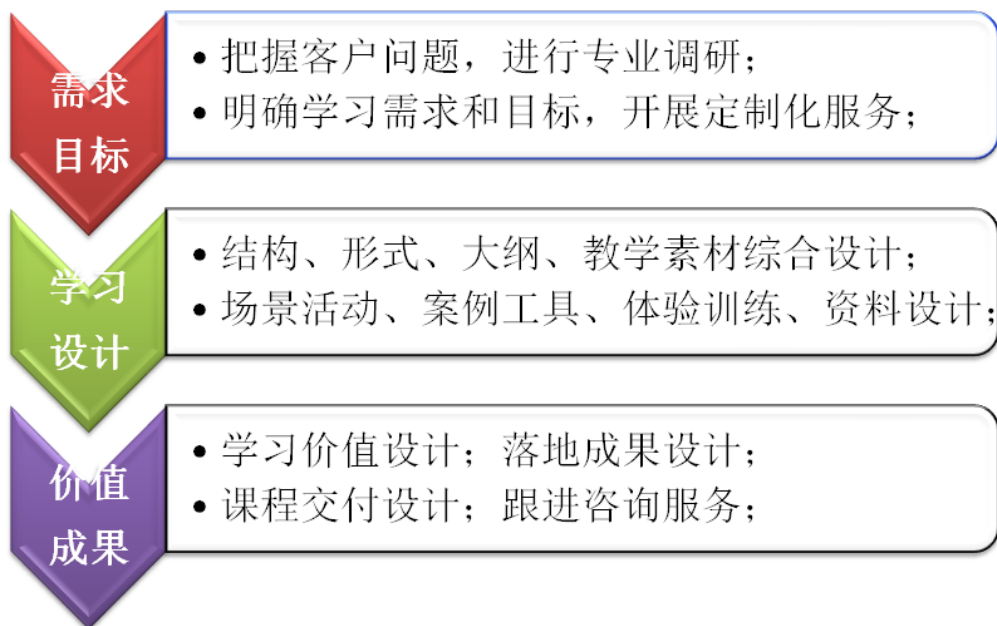 需求
目标
• 把握客户问题，进行专业调研；
• 明确学习需求和目标，开展定制化服务；
学习
设计
• 结构、形式、大纲、教学素材综合设计；
• 场景活动、案例工具、体验训练、资料设计；
价值
成果
• 学习价值设计；落地成果设计；
• 课程交付设计；跟进咨询服务；